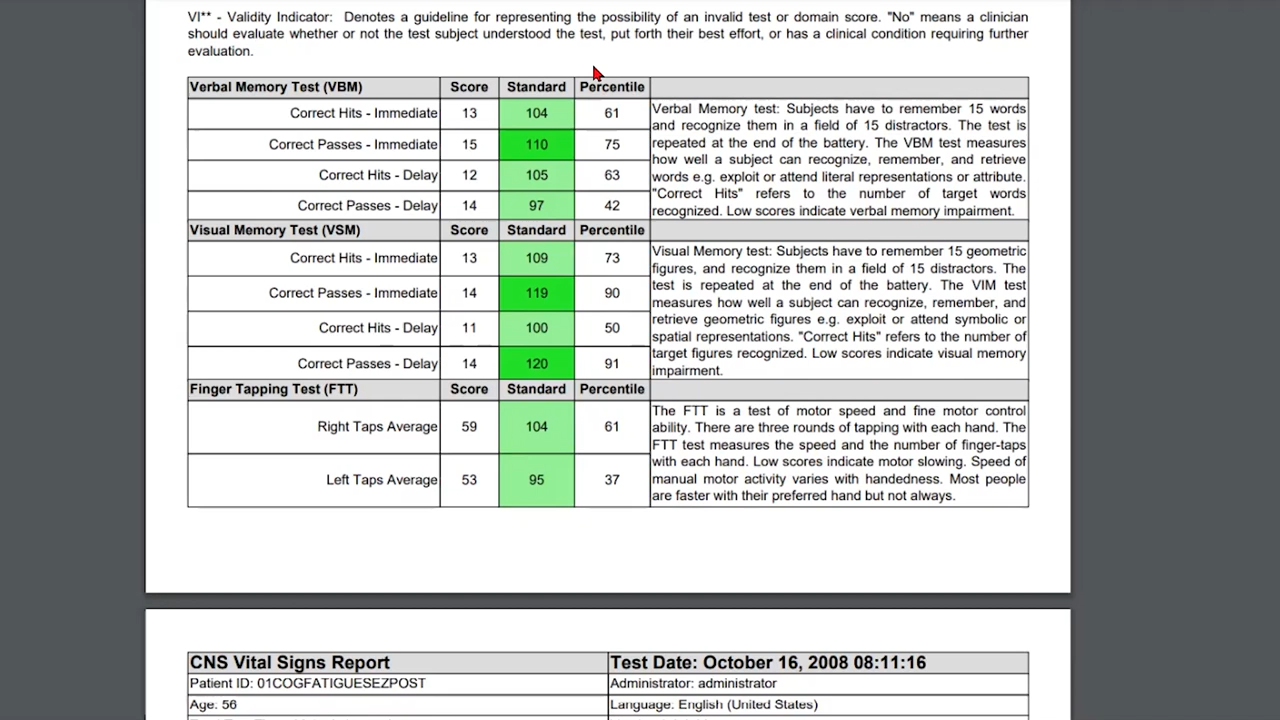 VI** - Validity Indicator: Denotes a guideline for representing the possibility of an invalid test or domain score. "No" means a clinician
should evaluate whether or not the test subject understood the test, put forth their best effort, or has a clinical condition requiring further
evaluation.
Verbal Memory Test (VBM) Score Standard Percentile
Correct Hits - Immediate 13 104 61
Correct Passes - Immediate 15 110 75
Correct Hits - Delay 12 105 63
Correct Passes - Delay 14 97 42
Verbal Memory test: Subjects have to remember 15 words
and recognize them in a field of 15 distractors. The test is
repeated at the end of the battery. The VBM test measures
how well a subject can recognize, remember, and retrieve
words e.g. exploit or attend literal representations or attribute.
"Correct Hits" refers to the number of target words
recognized. Low scores indicate verbal memory impairment.
Visual Memory Test (VSM) Score Standard Percentile
Correct Hits - Immediate 13 109 73
Correct Passes - Immediate 14 119 90
Correct Hits - Delay 11 100 50
Correct Passes - Delay 14 120 91
Visual Memory test: Subjects have to remember 15 geometric
figures, and recognize them in a field of 15 distractors. The
test is repeated at the end of the battery. The VIM test
measures how well a subject can recognize, remember, and
retrieve geometric figures e.g. exploit or attend symbolic or
spatial representations. "Correct Hits" refers to the number of
target figures recognized. Low scores indicate visual memory
impairment.
Finger Tapping Test (FTT) Score Standard Percentile
Right Taps Average 59 104 61
Left Taps Average 53 95 37
The FTT is a test of motor speed and fine motor control
ability. There are three rounds of tapping with each hand. The
FTT test measures the speed and the number of finger-taps
with each hand. Low scores indicate motor slowing. Speed of
manual motor activity varies with handedness. Most people
are faster with their preferred hand but not always.
CNS Vital Signs Report Test Date: October 16, 2008 08:11:16
Patient ID: 01COGFATIGUESEZPOST Administrator: administrator
Age: 56 Language: English (United States)